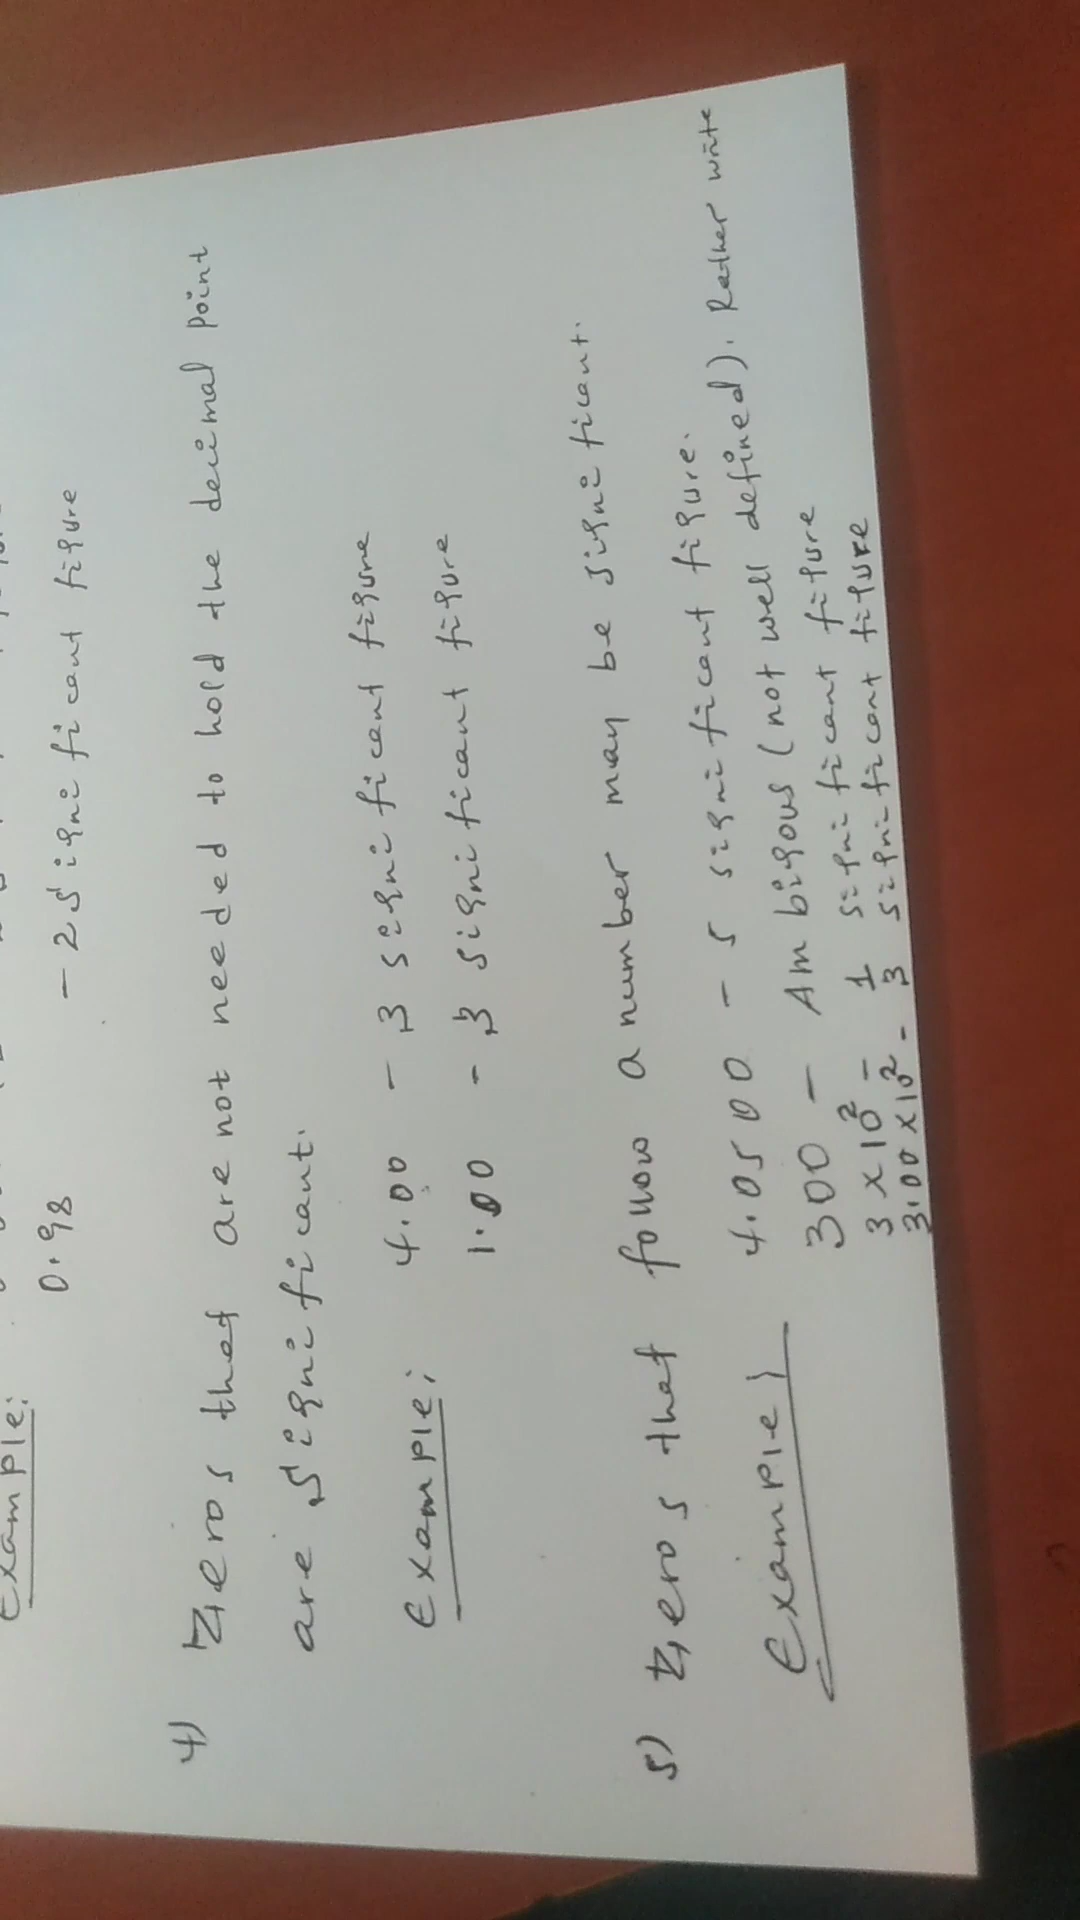 Example:
0.98 - 2 significant figure
4) Zeros that are not needed to hold the decimal point
are significant.
Example: 4.00 - 3 significant figure
1.00 - 3 significant figure
5) Zeros that follow a number may be significant.
Example) 4.0500 - 5 significant figure.
300 - Ambigous (not well defined). Rather write
3 x 10² - 1 significant figure
3.00 x 10² - 3 significant figure